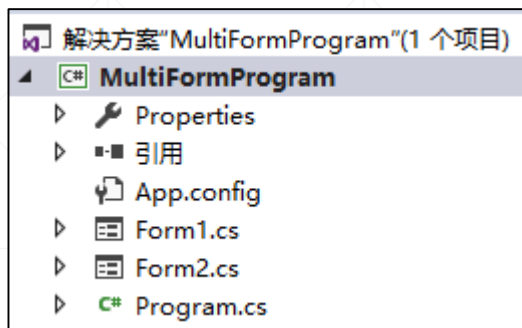 解决方案"MultiFormProgram"(1 个项目)
C# MultiFormProgram
Properties
引用
App.config
Form1.cs
Form2.cs
C# Program.cs